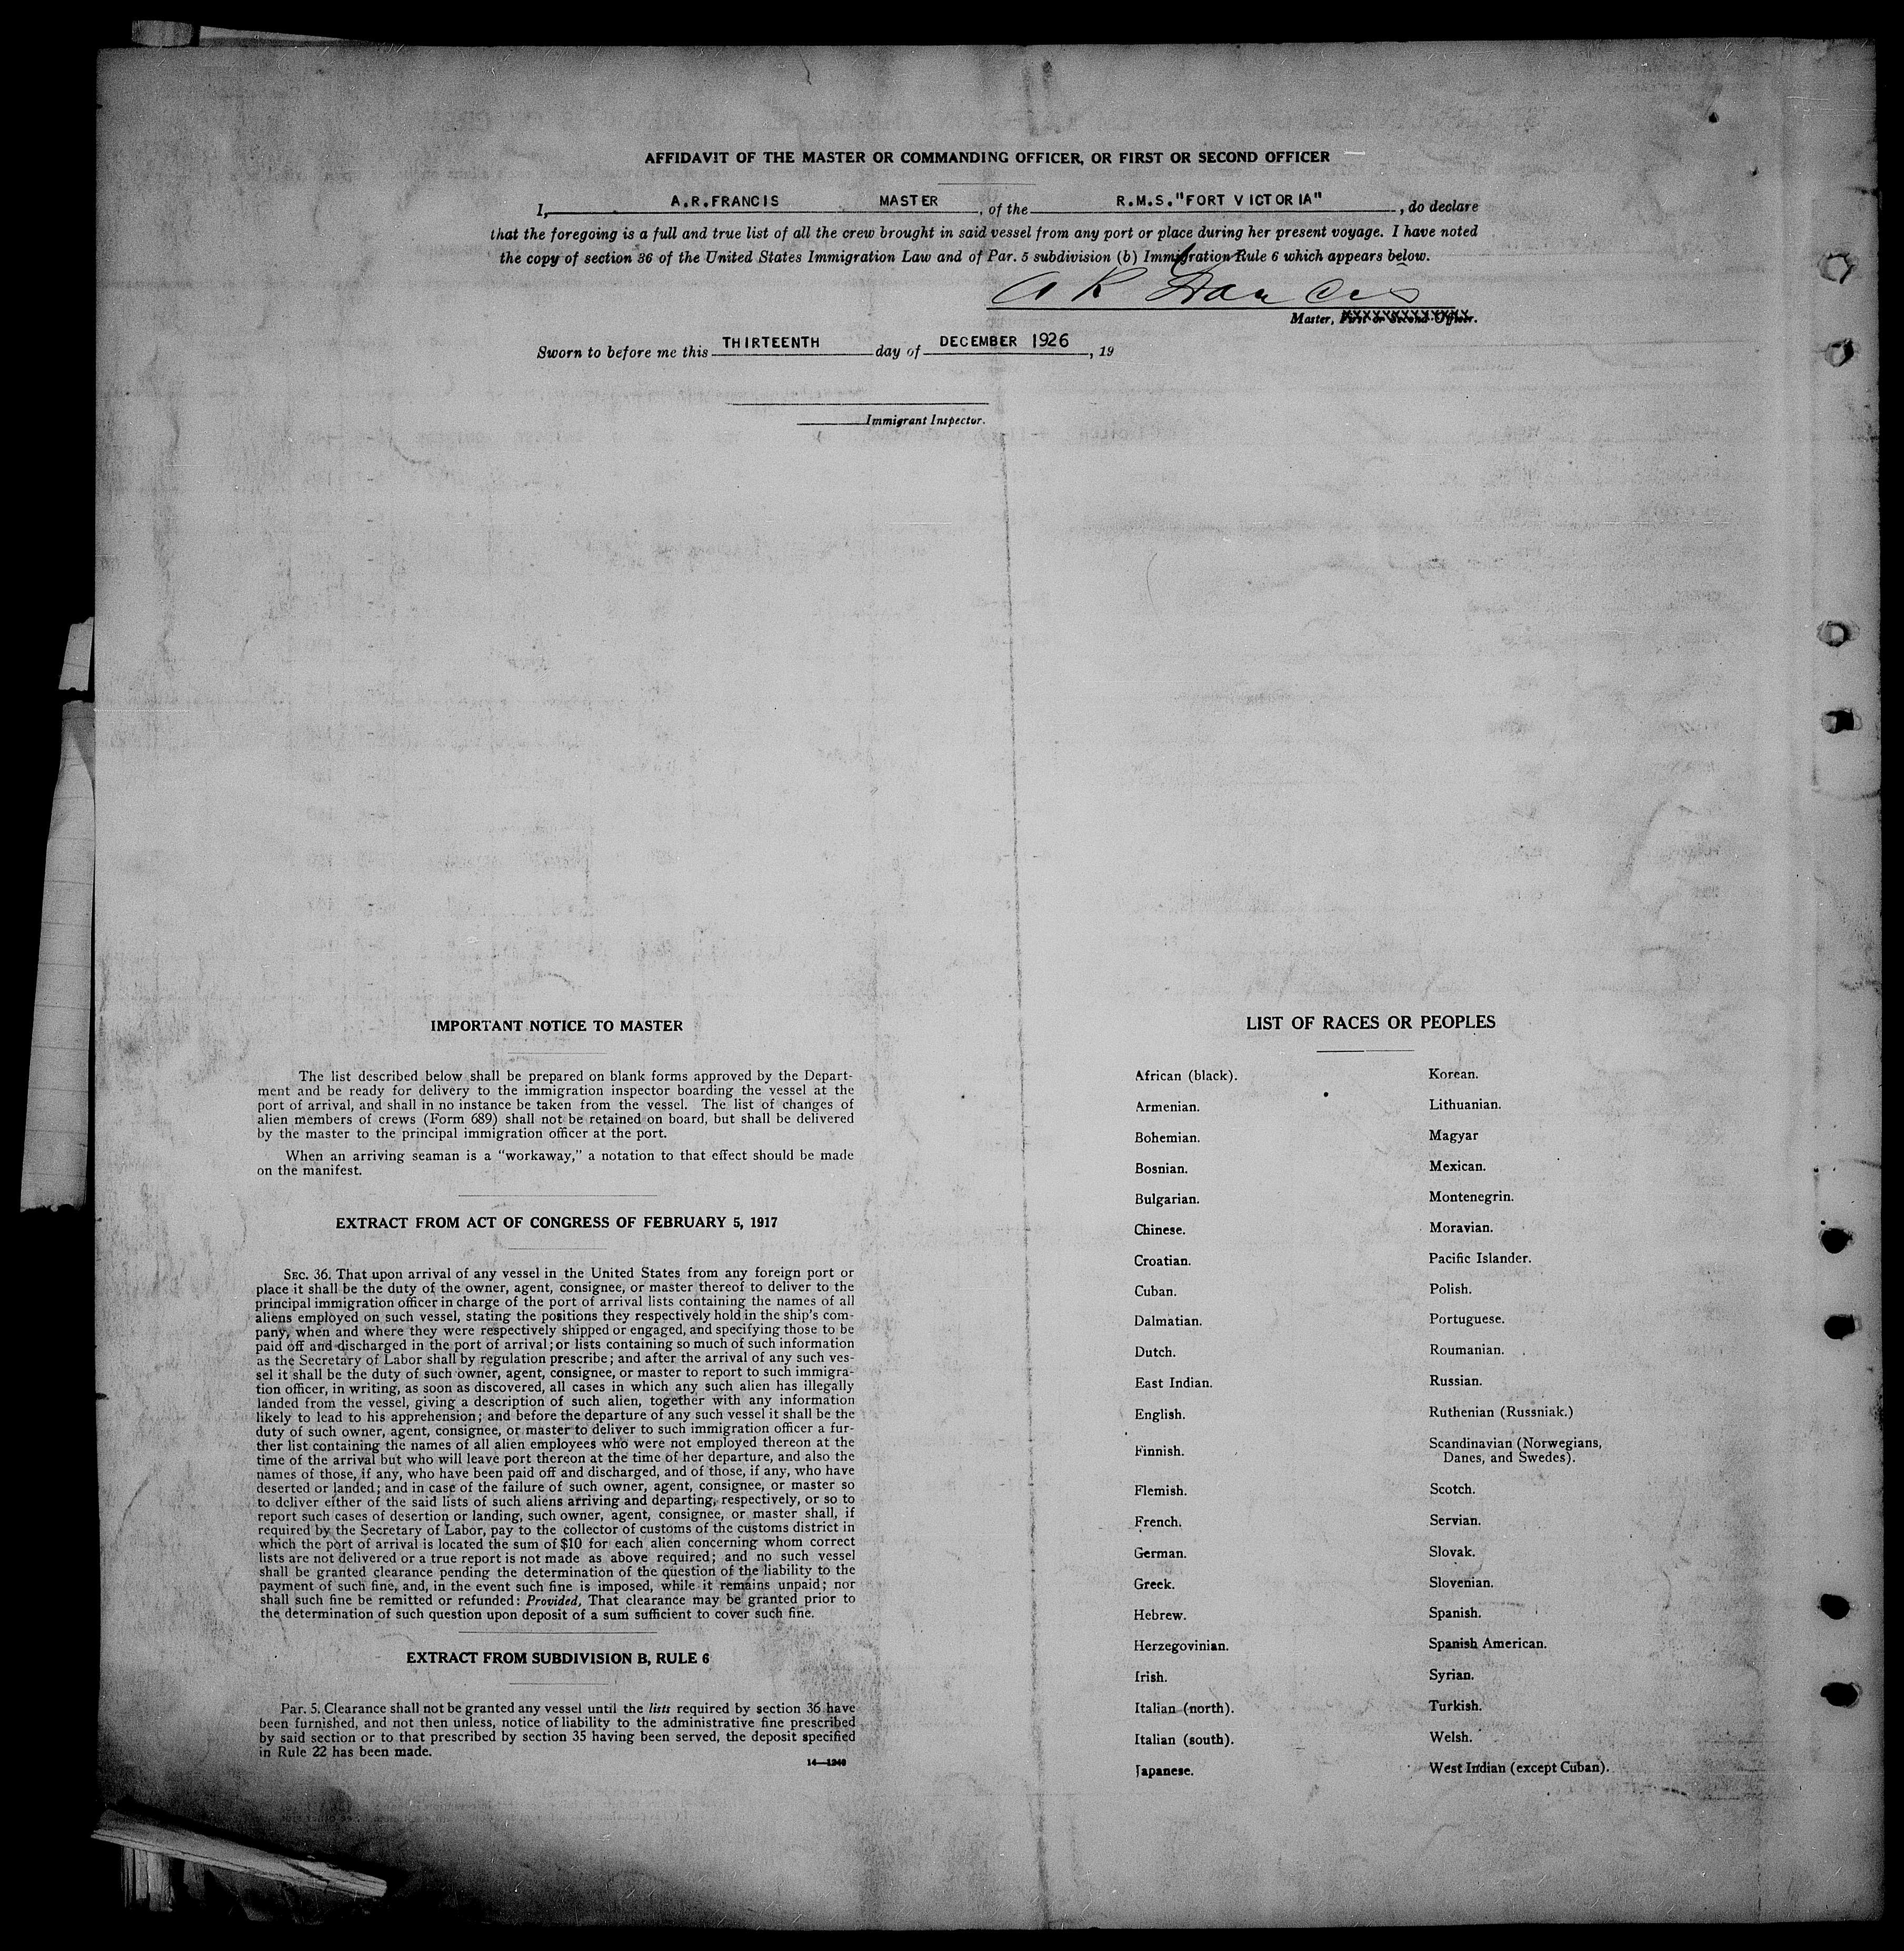 AFFIDAVIT OF THE MASTER OR COMMANDING OFFICER, OR FIRST OR SECOND OFFICER
I, A.R.FRANCIS MASTER , of the R.M.S."FORT VICTORIA" , do declare
that the foregoing is a full and true list of all the crew brought in said vessel from any port or place during her present voyage. I have noted
the copy of section 36 of the United States Immigration Law and of Par. 5 subdivision (b) Immigration Rule 6 which appears below.
A R Francis
Master, First or Second Officer.
Sworn to before me this THIRTEENTH day of DECEMBER 1926 , 19
Immigrant Inspector.
IMPORTANT NOTICE TO MASTER
The list described below shall be prepared on blank forms approved by the Depart-
ment and be ready for delivery to the immigration inspector boarding the vessel at the
port of arrival, and shall in no instance be taken from the vessel. The list of changes of
alien members of crews (Form 689) shall not be retained on board, but shall be delivered
by the master to the principal immigration officer at the port.
When an arriving seaman is a "workaway," a notation to that effect should be made
on the manifest.
EXTRACT FROM ACT OF CONGRESS OF FEBRUARY 5, 1917
SEC. 36. That upon arrival of any vessel in the United States from any foreign port or
place it shall be the duty of the owner, agent, consignee, or master thereof to deliver to the
principal immigration officer in charge of the port of arrival lists containing the names of all
aliens employed on such vessel, stating the positions they respectively hold in the ship's com-
pany, when and where they were respectively shipped or engaged, and specifying those to be
paid off and discharged in the port of arrival; or lists containing so much of such information
as the Secretary of Labor shall by regulation prescribe; and after the arrival of any such ves-
sel it shall be the duty of such owner, agent, consignee, or master to report to such immigra-
tion officer, in writing, as soon as discovered, all cases in which any such alien has illegally
landed from the vessel, giving a description of such alien, together with any information
likely to lead to his apprehension; and before the departure of any such vessel it shall be the
duty of such owner, agent, consignee, or master to deliver to such immigration officer a fur-
ther list containing the names of all alien employees who were not employed thereon at the
time of the arrival but who will leave port thereon at the time of her departure, and also the
names of those, if any, who have been paid off and discharged, and of those, if any, who have
deserted or landed; and in case of the failure of such owner, agent, consignee, or master so
to deliver either of the said lists of such aliens arriving and departing, respectively, or so to
report such cases of desertion or landing, such owner, agent, consignee, or master shall, if
required by the Secretary of Labor, pay to the collector of customs of the customs district in
which the port of arrival is located the sum of $10 for each alien concerning whom correct
lists are not delivered or a true report is not made as above required; and no such vessel
shall be granted clearance pending the determination of the question of the liability to the
payment of such fine, and, in the event such fine is imposed, while it remains unpaid; nor
shall such fine be remitted or refunded: Provided, That clearance may be granted prior to
the determination of such question upon deposit of a sum sufficient to cover such fine.
EXTRACT FROM SUBDIVISION B, RULE 6
Par. 5. Clearance shall not be granted any vessel until the lists required by section 36 have
been furnished, and not then unless, notice of liability to the administrative fine prescribed
by said section or to that prescribed by section 35 having been served, the deposit specified
in Rule 22 has been made.
14—1240
LIST OF RACES OR PEOPLES
African (black).
Armenian.
Bohemian.
Bosnian.
Bulgarian.
Chinese.
Croatian.
Cuban.
Dalmatian.
Dutch.
East Indian.
English.
Finnish.
Flemish.
French.
German.
Greek.
Hebrew.
Herzegovinian.
Irish.
Italian (north).
Italian (south).
Japanese.
Korean.
Lithuanian.
Magyar
Mexican.
Montenegrin.
Moravian.
Pacific Islander.
Polish.
Portuguese.
Roumanian.
Russian.
Ruthenian (Russniak.)
Scandinavian (Norwegians,
Danes, and Swedes).
Scotch.
Servian.
Slovak.
Slovenian.
Spanish.
Spanish American.
Syrian.
Turkish.
Welsh.
West Indian (except Cuban).